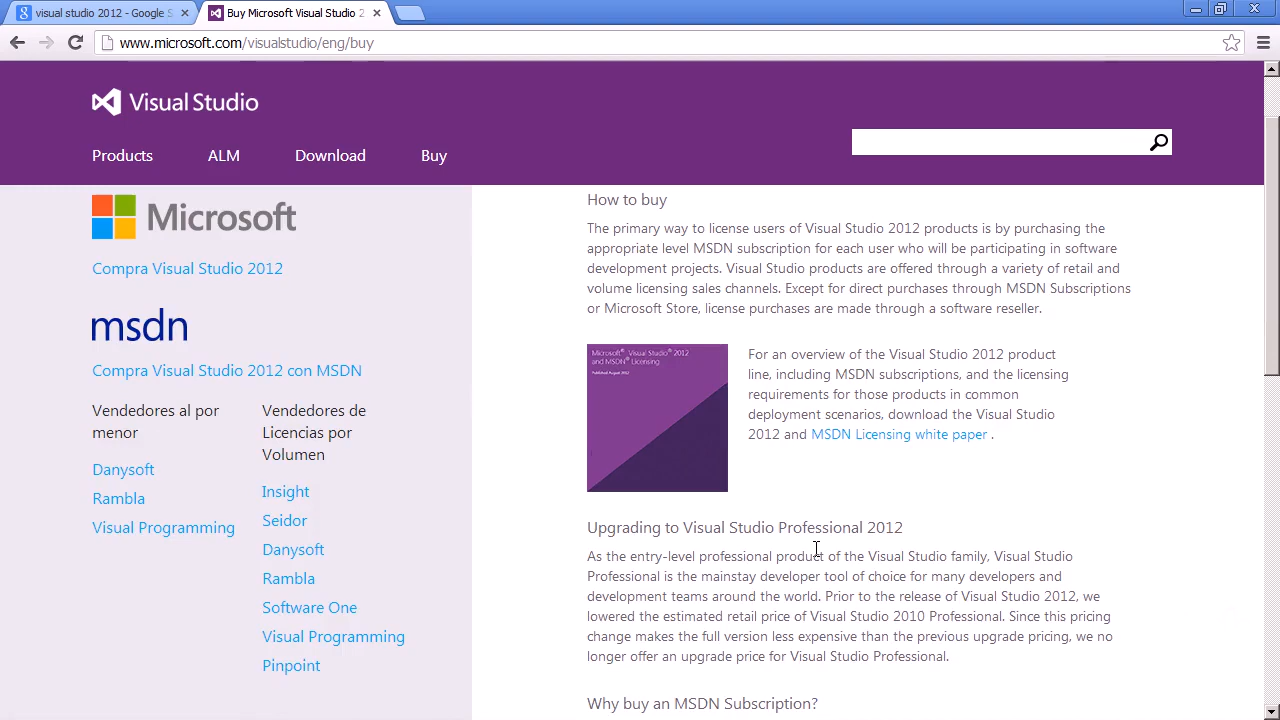 visual studio 2012 - Google S
Buy Microsoft Visual Studio 2
www.microsoft.com/visualstudio/eng/buy
Visual Studio
Products
ALM
Download
Buy
Microsoft
Compra Visual Studio 2012
msdn
Compra Visual Studio 2012 con MSDN
Vendedores al por
menor
Danysoft
Rambla
Visual Programming
Vendedores de
Licencias por
Volumen
Insight
Seidor
Danysoft
Rambla
Software One
Visual Programming
Pinpoint
How to buy
The primary way to license users of Visual Studio 2012 products is by purchasing the
appropriate level MSDN subscription for each user who will be participating in software
development projects. Visual Studio products are offered through a variety of retail and
volume licensing sales channels. Except for direct purchases through MSDN Subscriptions
or Microsoft Store, license purchases are made through a software reseller.
Microsoft® Visual Studio® 2012
and MSDN® Licensing
Published August 2012
For an overview of the Visual Studio 2012 product
line, including MSDN subscriptions, and the licensing
requirements for those products in common
deployment scenarios, download the Visual Studio
2012 and MSDN Licensing white paper .
Upgrading to Visual Studio Professional 2012
As the entry-level professional product of the Visual Studio family, Visual Studio
Professional is the mainstay developer tool of choice for many developers and
development teams around the world. Prior to the release of Visual Studio 2012, we
lowered the estimated retail price of Visual Studio 2010 Professional. Since this pricing
change makes the full version less expensive than the previous upgrade pricing, we no
longer offer an upgrade price for Visual Studio Professional.
Why buy an MSDN Subscription?